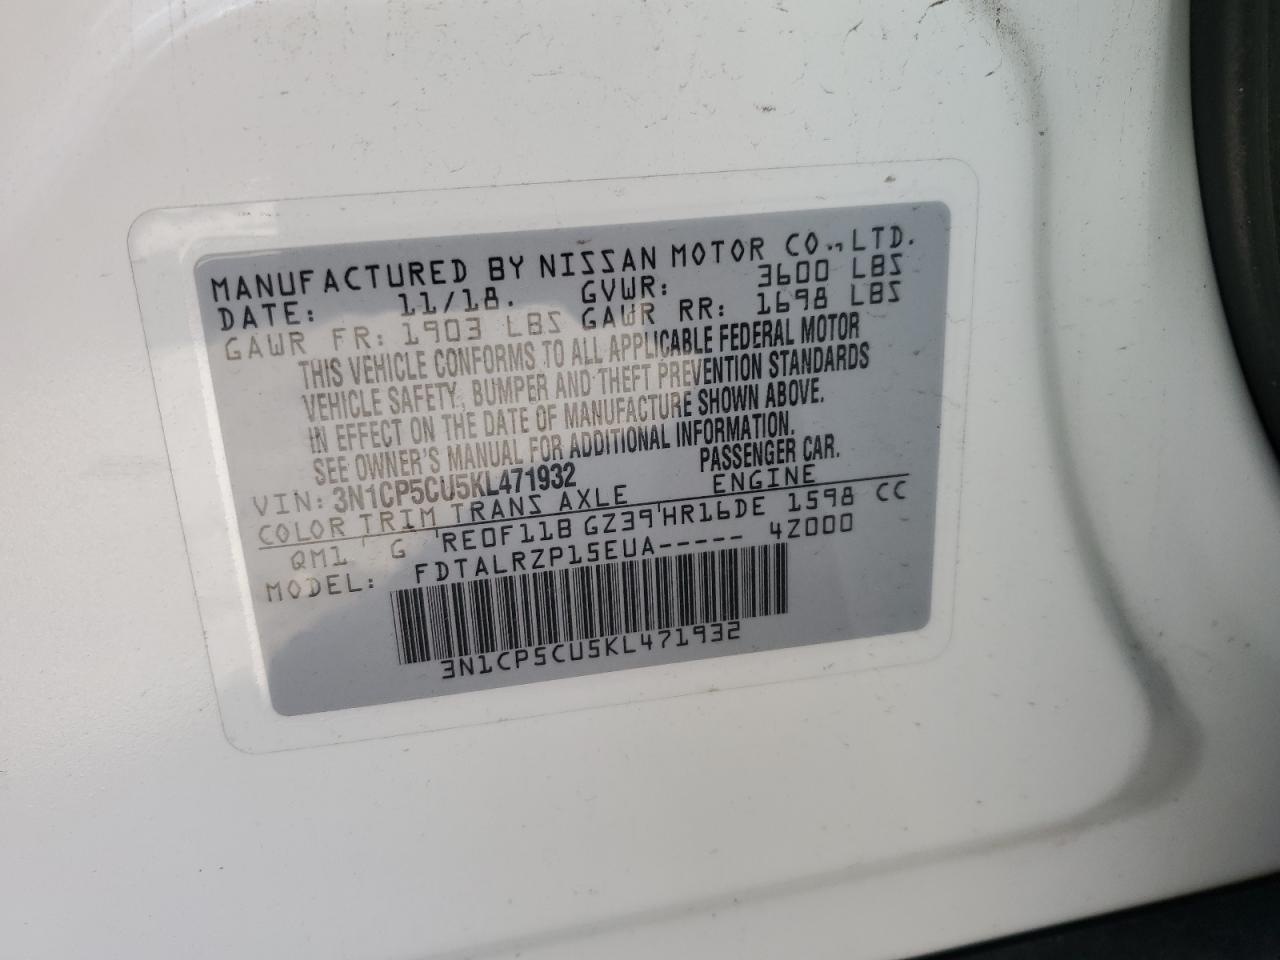 MANUFACTURED BY NISSAN MOTOR CO., LTD.
DATE: 11/18. GVWR: 3600 LBS
GAWR FR: 1903 LBS GAWR RR: 1698 LBS
THIS VEHICLE CONFORMS TO ALL APPLICABLE FEDERAL MOTOR
VEHICLE SAFETY, BUMPER AND THEFT PREVENTION STANDARDS
IN EFFECT ON THE DATE OF MANUFACTURE SHOWN ABOVE.
SEE OWNER'S MANUAL FOR ADDITIONAL INFORMATION.
VIN: 3N1CP5CU5KL471932 PASSENGER CAR.
COLOR TRIM TRANS AXLE ENGINE
QM1 G RE0F11B GZ39 HR16DE 1598 CC
MODEL: FDTALRZP15EUA----- 4Z000
3N1CP5CU5KL471932